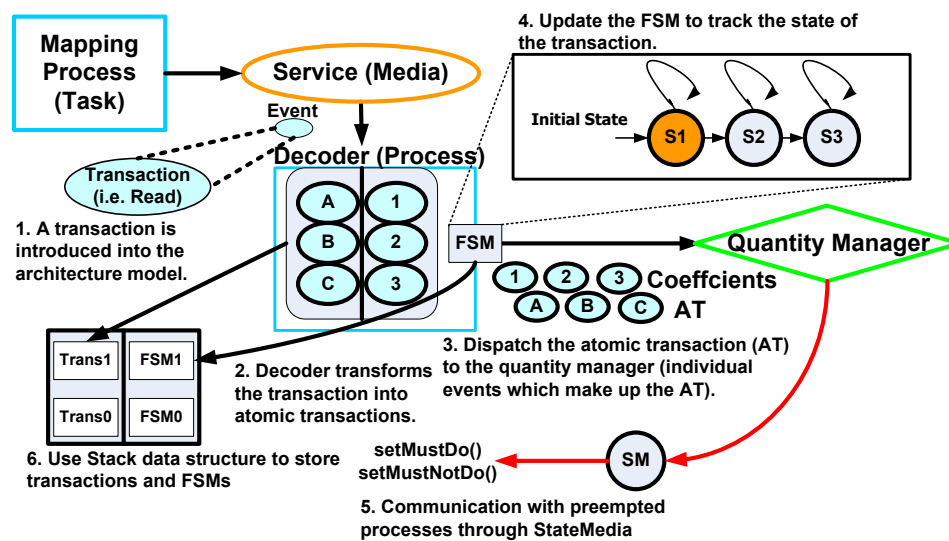 Mapping
Process
(Task)
Service (Media)
4. Update the FSM to track the state of
the transaction.
Initial State
S1
S2
S3
Event
Transaction
(i.e. Read)
Decoder (Process)
A
1
B
2
C
3
FSM
Quantity Manager
1. A transaction is
introduced into the
architecture model.
1
2
3
Coeffcients
A
B
C
AT
3. Dispatch the atomic transaction (AT)
to the quantity manager (individual
events which make up the AT).
2. Decoder transforms
the transaction into
atomic transactions.
Trans1
FSM1
Trans0
FSM0
6. Use Stack data structure to store
transactions and FSMs
setMustDo()
setMustNotDo()
SM
5. Communication with preempted
processes through StateMedia